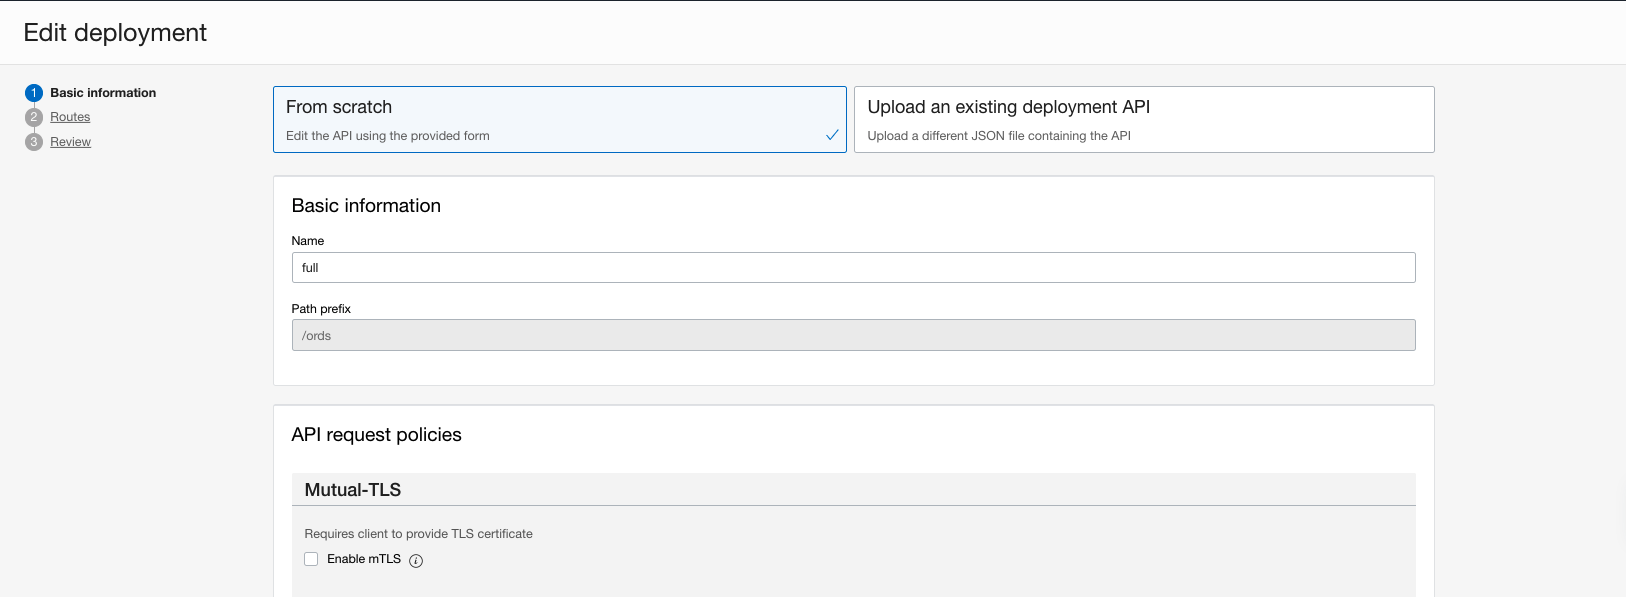 Edit deployment
1 Basic information
2 Routes
3 Review
From scratch
Edit the API using the provided form
Upload an existing deployment API
Upload a different JSON file containing the API
Basic information
Name
full
Path prefix
/ords
API request policies
Mutual-TLS
Requires client to provide TLS certificate
Enable mTLS i